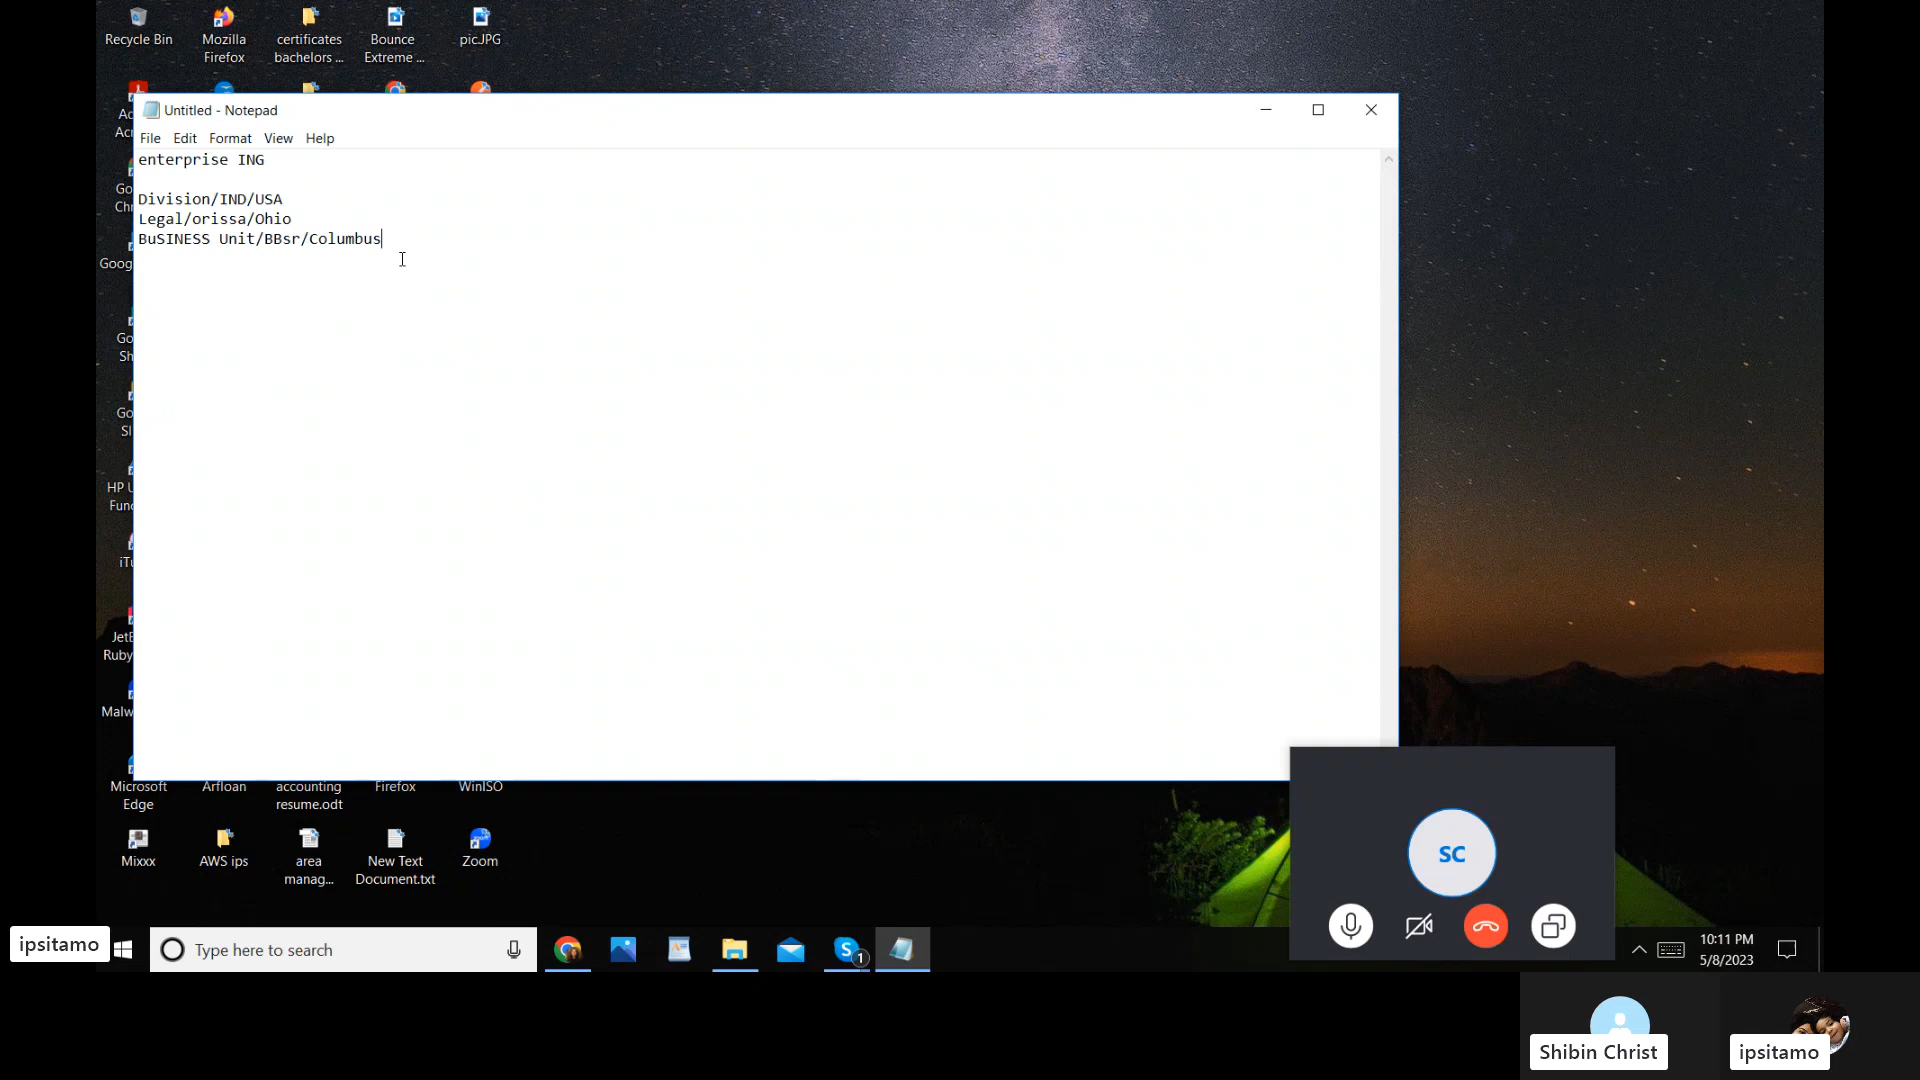 Recycle Bin
Mozilla Firefox
certificates bachelors ...
Bounce Extreme ...
pic.JPG
Untitled - Notepad
File Edit Format View Help
enterprise ING
Division/IND/USA
Legal/orissa/Ohio
BuSINESS Unit/BBsr/Columbus
Microsoft Edge
Arfloan
accounting resume.odt
Firefox
WinISO
Mixxx
AWS ips
area manag...
New Text Document.txt
Zoom
SC
ipsitamo
Type here to search
S 1
10:11 PM
5/8/2023
Shibin Christ
ipsitamo